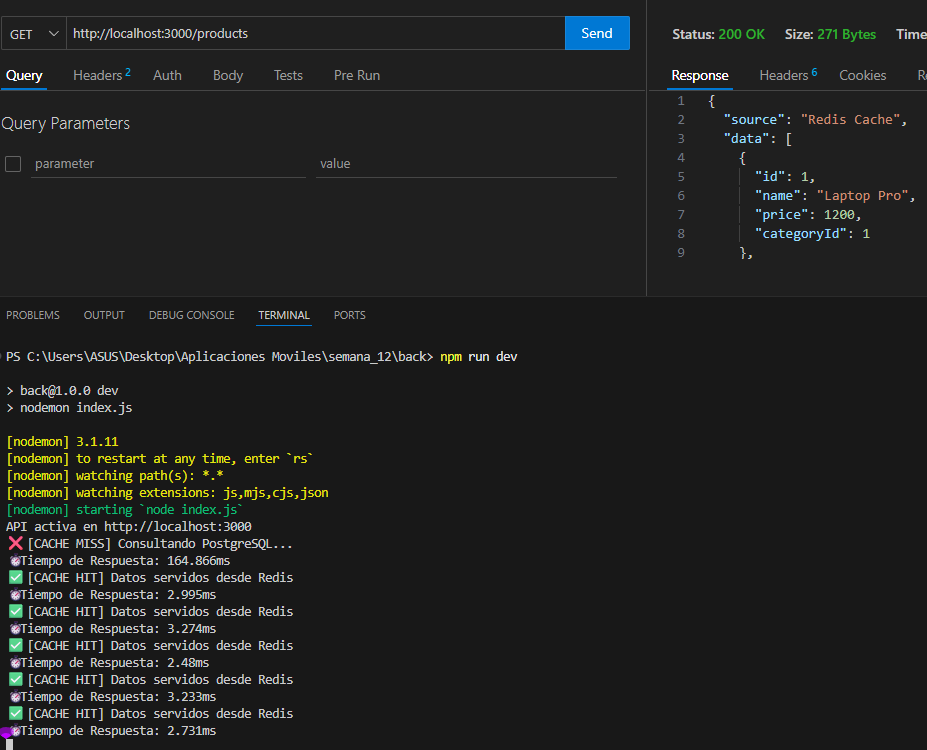 GET http://localhost:3000/products Send
Query Headers 2 Auth Body Tests Pre Run
Query Parameters
parameter value
Status: 200 OK Size: 271 Bytes Time
Response Headers 6 Cookies
1 {
2 "source": "Redis Cache",
3 "data": [
4 {
5 "id": 1,
6 "name": "Laptop Pro",
7 "price": 1200,
8 "categoryId": 1
9 },
PROBLEMS OUTPUT DEBUG CONSOLE TERMINAL PORTS
PS C:\Users\ASUS\Desktop\Aplicaciones Moviles\semana_12\back> npm run dev
> back@1.0.0 dev
> nodemon index.js
[nodemon] 3.1.11
[nodemon] to restart at any time, enter `rs`
[nodemon] watching path(s): *.*
[nodemon] watching extensions: js,mjs,cjs,json
[nodemon] starting `node index.js`
API activa en http://localhost:3000
❌ [CACHE MISS] Consultando PostgreSQL...
⏱Tiempo de Respuesta: 164.866ms
✅ [CACHE HIT] Datos servidos desde Redis
⏱Tiempo de Respuesta: 2.995ms
✅ [CACHE HIT] Datos servidos desde Redis
⏱Tiempo de Respuesta: 3.274ms
✅ [CACHE HIT] Datos servidos desde Redis
⏱Tiempo de Respuesta: 2.48ms
✅ [CACHE HIT] Datos servidos desde Redis
⏱Tiempo de Respuesta: 3.233ms
✅ [CACHE HIT] Datos servidos desde Redis
⏱Tiempo de Respuesta: 2.731ms